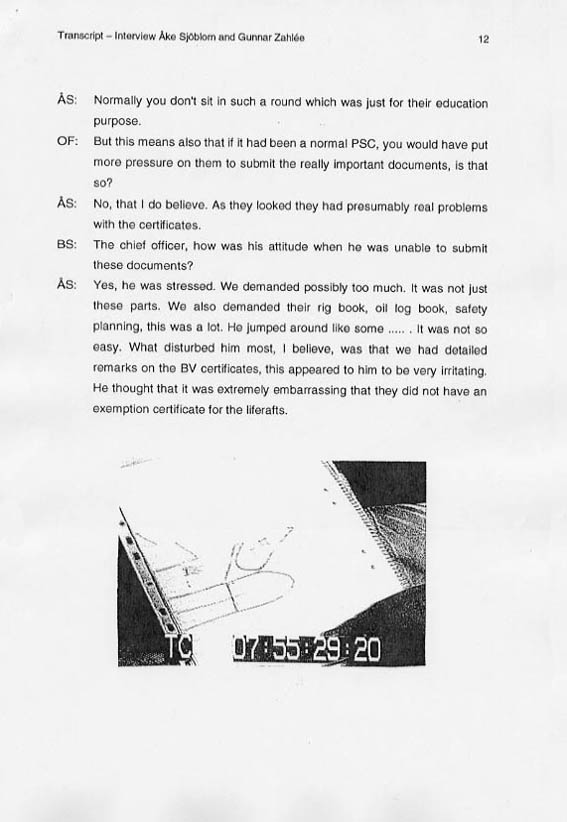 Transcript – Interview Åke Sjöblom and Gunnar Zahlée 12
ÅS: Normally you don't sit in such a round which was just for their education
purpose.
OF: But this means also that if it had been a normal PSC, you would have put
more pressure on them to submit the really important documents, is that
so?
ÅS: No, that I do believe. As they looked they had presumably real problems
with the certificates.
BS: The chief officer, how was his attitude when he was unable to submit
these documents?
ÅS: Yes, he was stressed. We demanded possibly too much. It was not just
these parts. We also demanded their rig book, oil log book, safety
planning, this was a lot. He jumped around like some ..... . It was not so
easy. What disturbed him most, I believe, was that we had detailed
remarks on the BV certificates, this appeared to him to be very irritating.
He thought that it was extremely embarrassing that they did not have an
exemption certificate for the liferafts.
TC 07:55:29:20